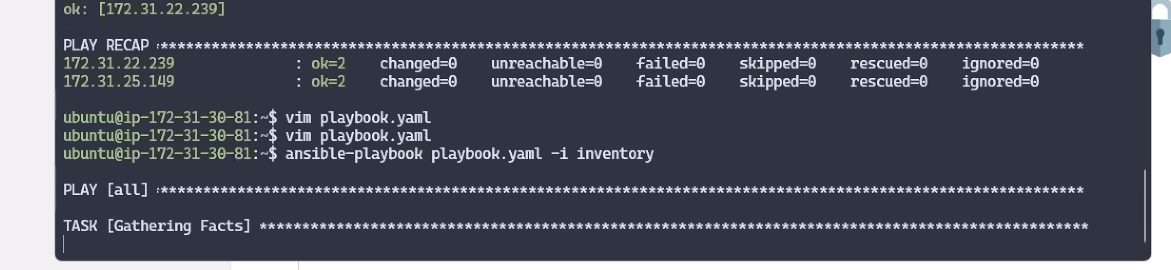 ok: [172.31.22.239]
PLAY RECAP **************************************************************************************************************
172.31.22.239 : ok=2 changed=0 unreachable=0 failed=0 skipped=0 rescued=0 ignored=0
172.31.25.149 : ok=2 changed=0 unreachable=0 failed=0 skipped=0 rescued=0 ignored=0
ubuntu@ip-172-31-30-81:~$ vim playbook.yaml
ubuntu@ip-172-31-30-81:~$ vim playbook.yaml
ubuntu@ip-172-31-30-81:~$ ansible-playbook playbook.yaml -i inventory
PLAY [all] **************************************************************************************************************
TASK [Gathering Facts] **************************************************************************************************